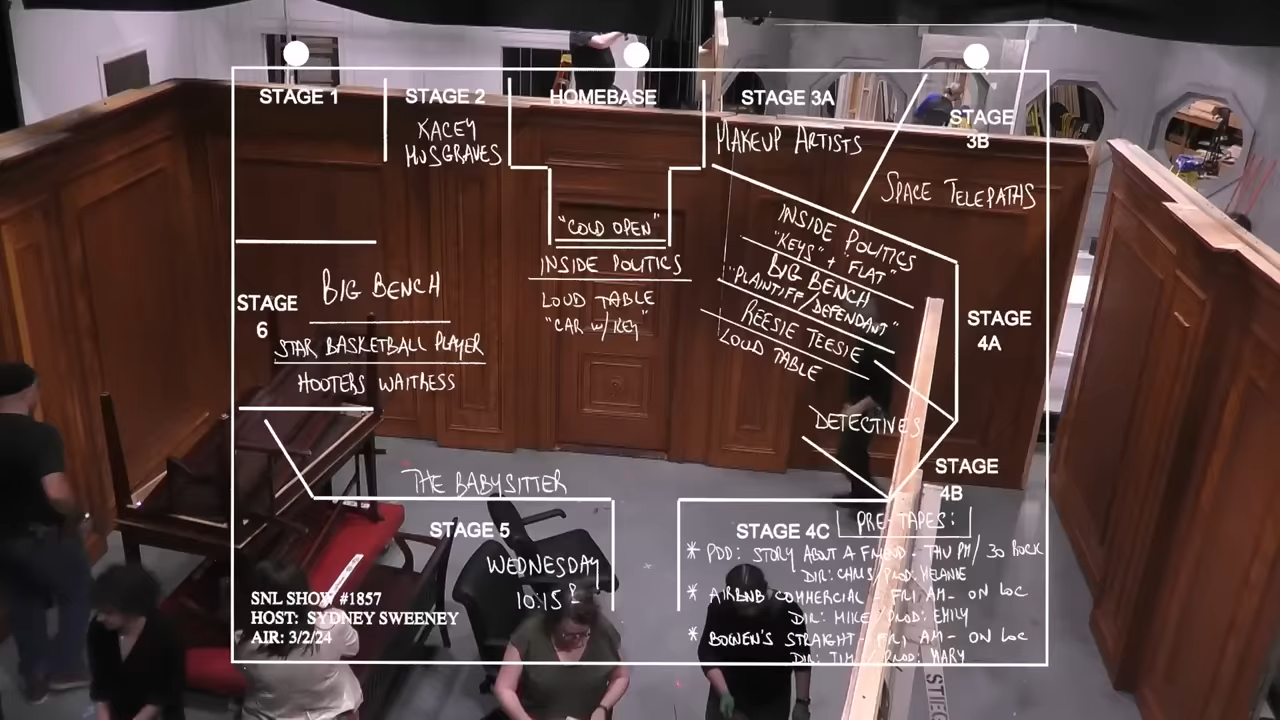 STAGE 1
STAGE 2
KACEY
MUSGRAVES
HOMEBASE
"COLD OPEN"
INSIDE POLITICS
LOUD TABLE
"CAR W/ KEY"
STAGE 3A
MAKEUP ARTISTS
STAGE
3B
SPACE TELEPATHS
INSIDE POLITICS
"KEYS" + "FLAT"
BIG BENCH
"PLAINTIFF/DEFENDANT"
REESIE TEESIE
LOUD TABLE
STAGE
4A
DETECTIVES
STAGE
4B
STAGE
6
BIG BENCH
STAR BASKETBALL PLAYER
HOOTERS WAITRESS
THE BABYSITTER
STAGE 5
WEDNESDAY
10:15 P
SNL SHOW #1857
HOST: SYDNEY SWEENEY
AIR: 3/2/24
STAGE 4C
PRE-TAPES:
* PDD: STORY ABOUT A FRIEND - THU PM/ 30 ROCK
DIR: CHRIS/PROD: MELANIE
* AIRBNB COMMERCIAL - FRI AM - ON LOC
DIR: MIKE/PROD: EMILY
* BOWEN'S STRAIGHT - FRI AM - ON LOC
DIR: TIM / PROD: MARY
STIEG